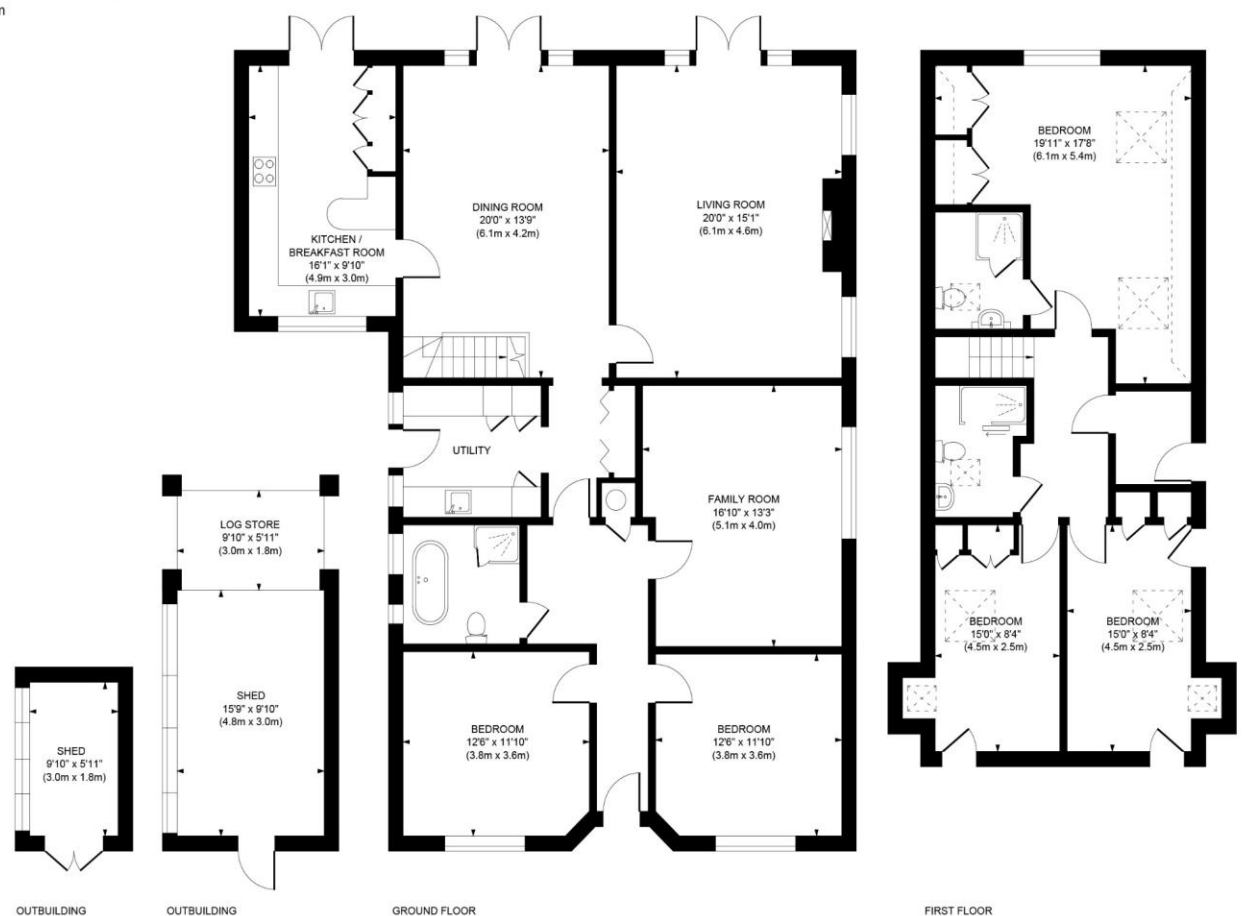 m
KITCHEN /
BREAKFAST ROOM
16'1" x 9'10"
(4.9m x 3.0m)
DINING ROOM
20'0" x 13'9"
(6.1m x 4.2m)
LIVING ROOM
20'0" x 15'1"
(6.1m x 4.6m)
BEDROOM
19'11" x 17'8"
(6.1m x 5.4m)
UTILITY
FAMILY ROOM
16'10" x 13'3"
(5.1m x 4.0m)
LOG STORE
9'10" x 5'11"
(3.0m x 1.8m)
SHED
15'9" x 9'10"
(4.8m x 3.0m)
SHED
9'10" x 5'11"
(3.0m x 1.8m)
BEDROOM
12'6" x 11'10"
(3.8m x 3.6m)
BEDROOM
12'6" x 11'10"
(3.8m x 3.6m)
BEDROOM
15'0" x 8'4"
(4.5m x 2.5m)
BEDROOM
15'0" x 8'4"
(4.5m x 2.5m)
OUTBUILDING
OUTBUILDING
GROUND FLOOR
FIRST FLOOR